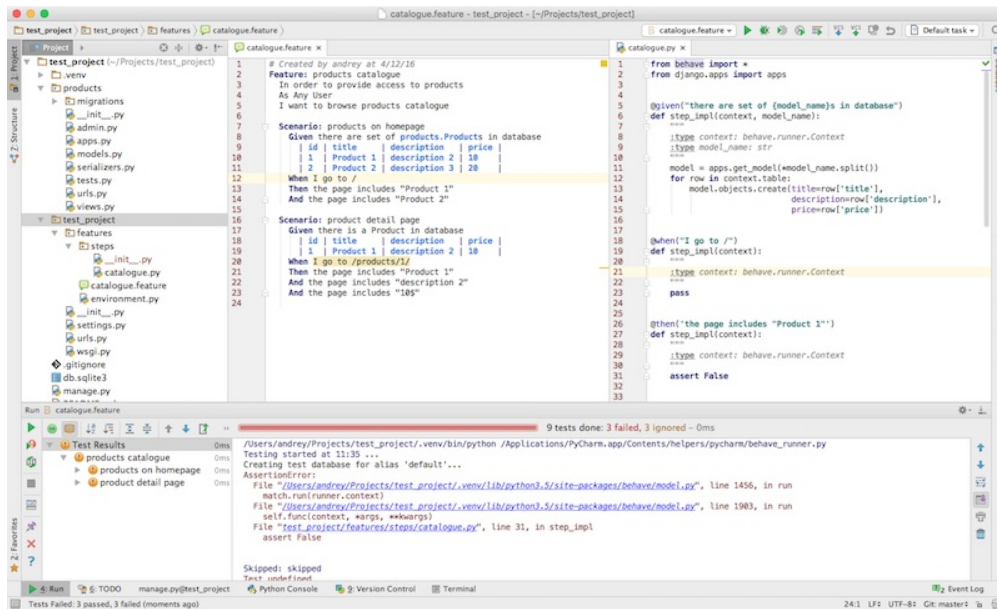 catalogue.feature - test_project - [~/Projects/test_project]
test_project test_project features catalogue.feature catalogue.feature Default task
1: Project
Z: Structure
2: Favorites
Project
test_project (~/Projects/test_project)
.venv
products
migrations
__init__.py
admin.py
apps.py
models.py
serializers.py
tests.py
urls.py
views.py
test_project
features
steps
__init__.py
catalogue.py
catalogue.feature
environment.py
__init__.py
settings.py
urls.py
wsgi.py
.gitignore
db.sqlite3
manage.py
catalogue.feature
1 # Created by andrey at 4/12/16
2 Feature: products catalogue
3 In order to provide access to products
4 As Any User
5 I want to browse products catalogue
6
7 Scenario: products on homepage
8 Given there are set of products.Products in database
9 | id | title | description | price |
10 | 1 | Product 1 | description 2 | 10 |
11 | 2 | Product 2 | description 3 | 20 |
12 When I go to /
13 Then the page includes "Product 1"
14 And the page includes "Product 2"
15
16 Scenario: product detail page
17 Given there is a Product in database
18 | id | title | description | price |
19 | 1 | Product 1 | description 2 | 10 |
20 When I go to /products/1/
21 Then the page includes "Product 1"
22 And the page includes "description 2"
23 And the page includes "10$"
24
catalogue.py
1 from behave import *
2 from django.apps import apps
3
4
5 @given("there are set of {model_name}s in database")
6 def step_impl(context, model_name):
7 """
8 :type context: behave.runner.Context
9 :type model_name: str
10 """
11 model = apps.get_model(*model_name.split())
12 for row in context.table:
13 model.objects.create(title=row['title'],
14 description=row['description'],
15 price=row['price'])
16
17
18 @when("I go to /")
19 def step_impl(context):
20 """
21 :type context: behave.runner.Context
22 """
23 pass
24
25
26 @then('the page includes "Product 1"')
27 def step_impl(context):
28 """
29 :type context: behave.runner.Context
30 """
31 assert False
32
33
Run catalogue.feature
9 tests done: 3 failed, 3 ignored – 0ms
Test Results 0ms
products catalogue 0ms
products on homepage 0ms
product detail page 0ms
/Users/andrey/Projects/test_project/.venv/bin/python /Applications/PyCharm.app/Contents/helpers/pycharm/behave_runner.py
Testing started at 11:35 ...
Creating test database for alias 'default'...
AssertionError:
File "/Users/andrey/Projects/test_project/.venv/lib/python3.5/site-packages/behave/model.py", line 1456, in run
match.run(runner.context)
File "/Users/andrey/Projects/test_project/.venv/lib/python3.5/site-packages/behave/model.py", line 1903, in run
self.func(context, *args, **kwargs)
File "test_project/features/steps/catalogue.py", line 31, in step_impl
assert False
Skipped: skipped
Test undefined
4: Run 6: TODO manage.py@test_project Python Console 9: Version Control Terminal 2 Event Log
Tests Failed: 3 passed, 3 failed (moments ago) 24:1 LF UTF-8 Git: master